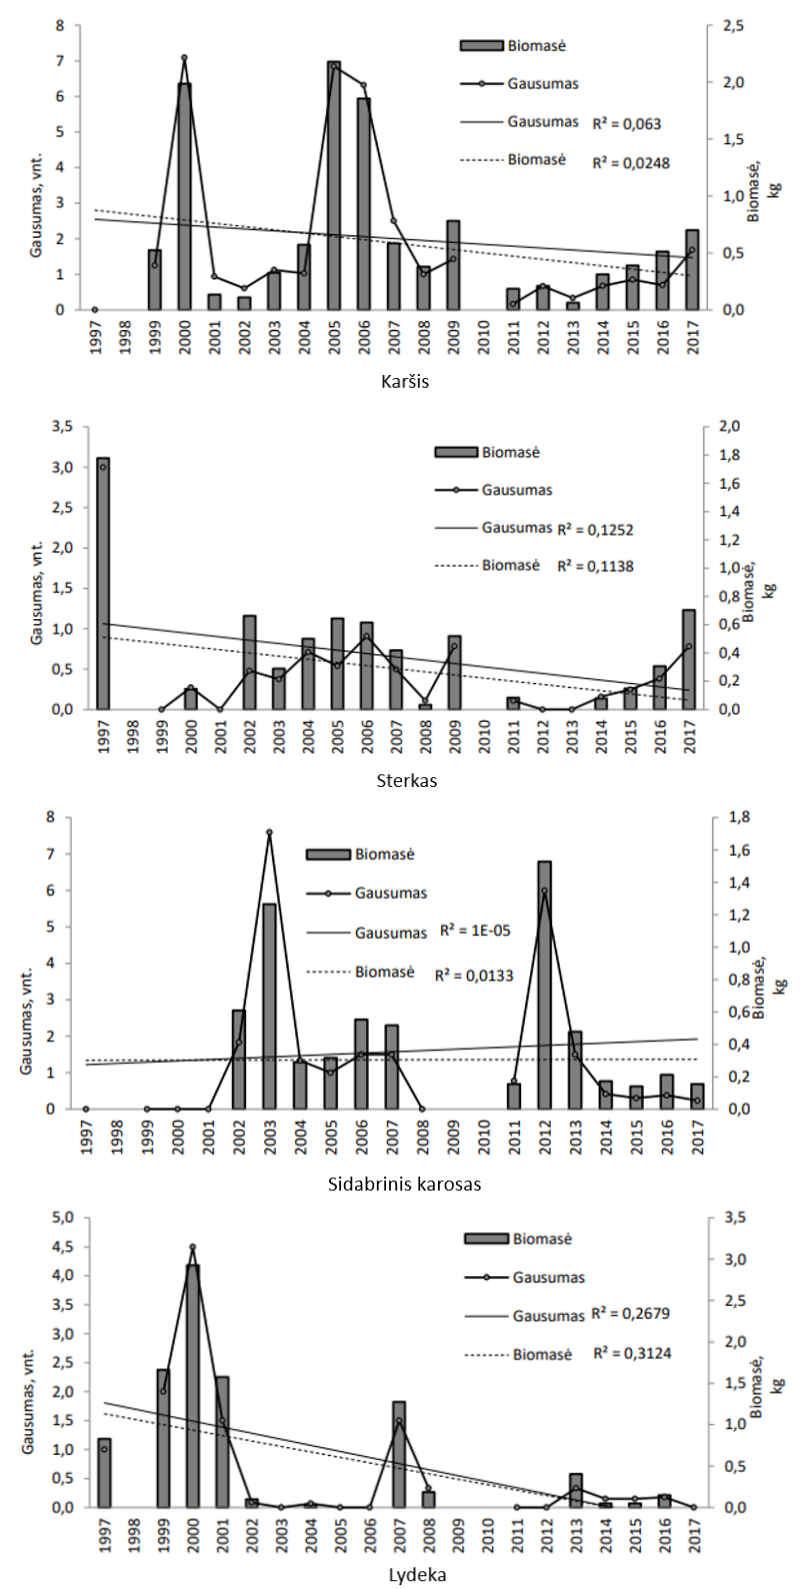 8
7
6
5
4
3
2
1
0
Gausumas, vnt.
2,5
2,0
1,5
1,0
0,5
0,0
Biomasė,
kg
Biomasė
Gausumas
Gausumas R² = 0,063
Biomasė R² = 0,0248
1997 1998 1999 2000 2001 2002 2003 2004 2005 2006 2007 2008 2009 2010 2011 2012 2013 2014 2015 2016 2017
Karšis
3,5
3,0
2,5
2,0
1,5
1,0
0,5
0,0
Gausumas, vnt.
2,0
1,8
1,6
1,4
1,2
1,0
0,8
0,6
0,4
0,2
0,0
Biomasė,
kg
Biomasė
Gausumas
Gausumas R² = 0,1252
Biomasė R² = 0,1138
1997 1998 1999 2000 2001 2002 2003 2004 2005 2006 2007 2008 2009 2010 2011 2012 2013 2014 2015 2016 2017
Sterkas
8
7
6
5
4
3
2
1
0
Gausumas, vnt.
1,8
1,6
1,4
1,2
1,0
0,8
0,6
0,4
0,2
0,0
Biomasė,
kg
Biomasė
Gausumas
Gausumas R² = 1E-05
Biomasė R² = 0,0133
1997 1998 1999 2000 2001 2002 2003 2004 2005 2006 2007 2008 2009 2010 2011 2012 2013 2014 2015 2016 2017
Sidabrinis karosas
5,0
4,5
4,0
3,5
3,0
2,5
2,0
1,5
1,0
0,5
0,0
Gausumas, vnt.
3,5
3,0
2,5
2,0
1,5
1,0
0,5
0,0
Biomasė,
kg
Biomasė
Gausumas
Gausumas R² = 0,2679
Biomasė R² = 0,3124
1997 1998 1999 2000 2001 2002 2003 2004 2005 2006 2007 2008 2009 2010 2011 2012 2013 2014 2015 2016 2017
Lydeka